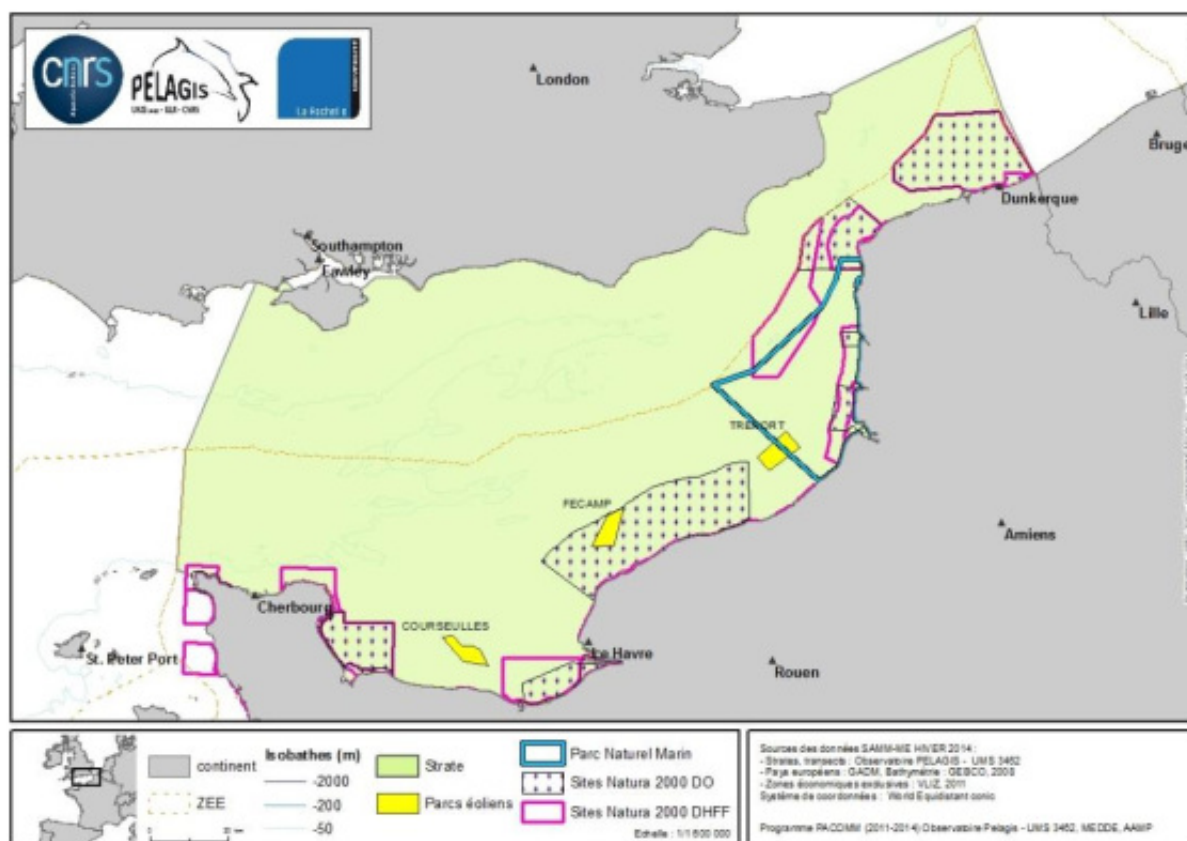 cnrs
PELAGIS
La Rochelle
London
Bruge
Dunkerque
Southampton
Fawley
Lille
TREPORT
FECAMP
Amiens
Cherbourg
COURSEULLES
St. Peter Port
Le Havre
Rouen
continent
ZEE
Isobathes (m)
-2000
-200
-50
Strate
Parcs éoliens
Parc Naturel Marin
Sites Natura 2000 DO
Sites Natura 2000 DHFF
Echelle : 1/1 600 000
Sources des données SAMM-ME HIVER 2014 :
- Strates, transects : Observatoire PELAGIS - UMS 3462
- Pays européens : GADM, Bathymétrie : GEBCO, 2008
- Zones économiques exclusives : VLIZ, 2011
Système de coordonnées : World Equidistant conic
Programme PACOMM (2011-2014) Observatoire Pelagis - UMS 3462, MEDDE, AAMP